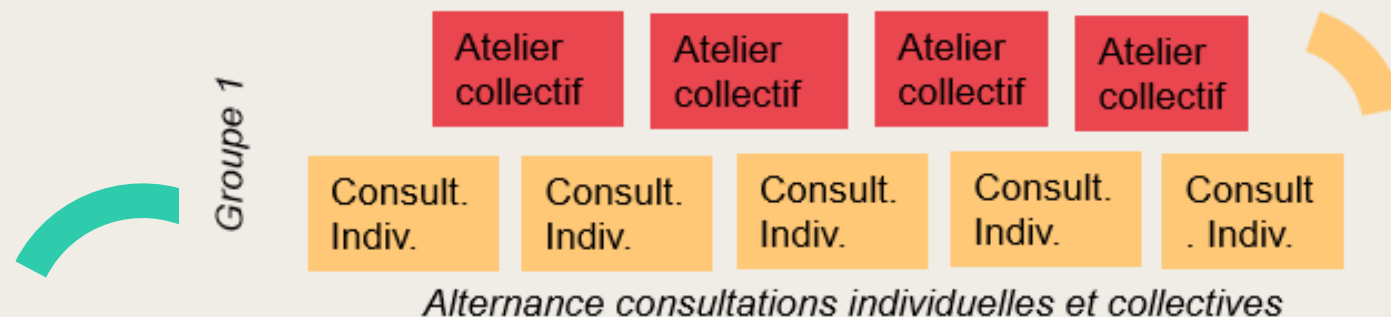 Groupe 1
Atelier
collectif
Atelier
collectif
Atelier
collectif
Atelier
collectif
Consult.
Indiv.
Consult.
Indiv.
Consult.
Indiv.
Consult.
Indiv.
Consult
. Indiv.
Alternance consultations individuelles et collectives